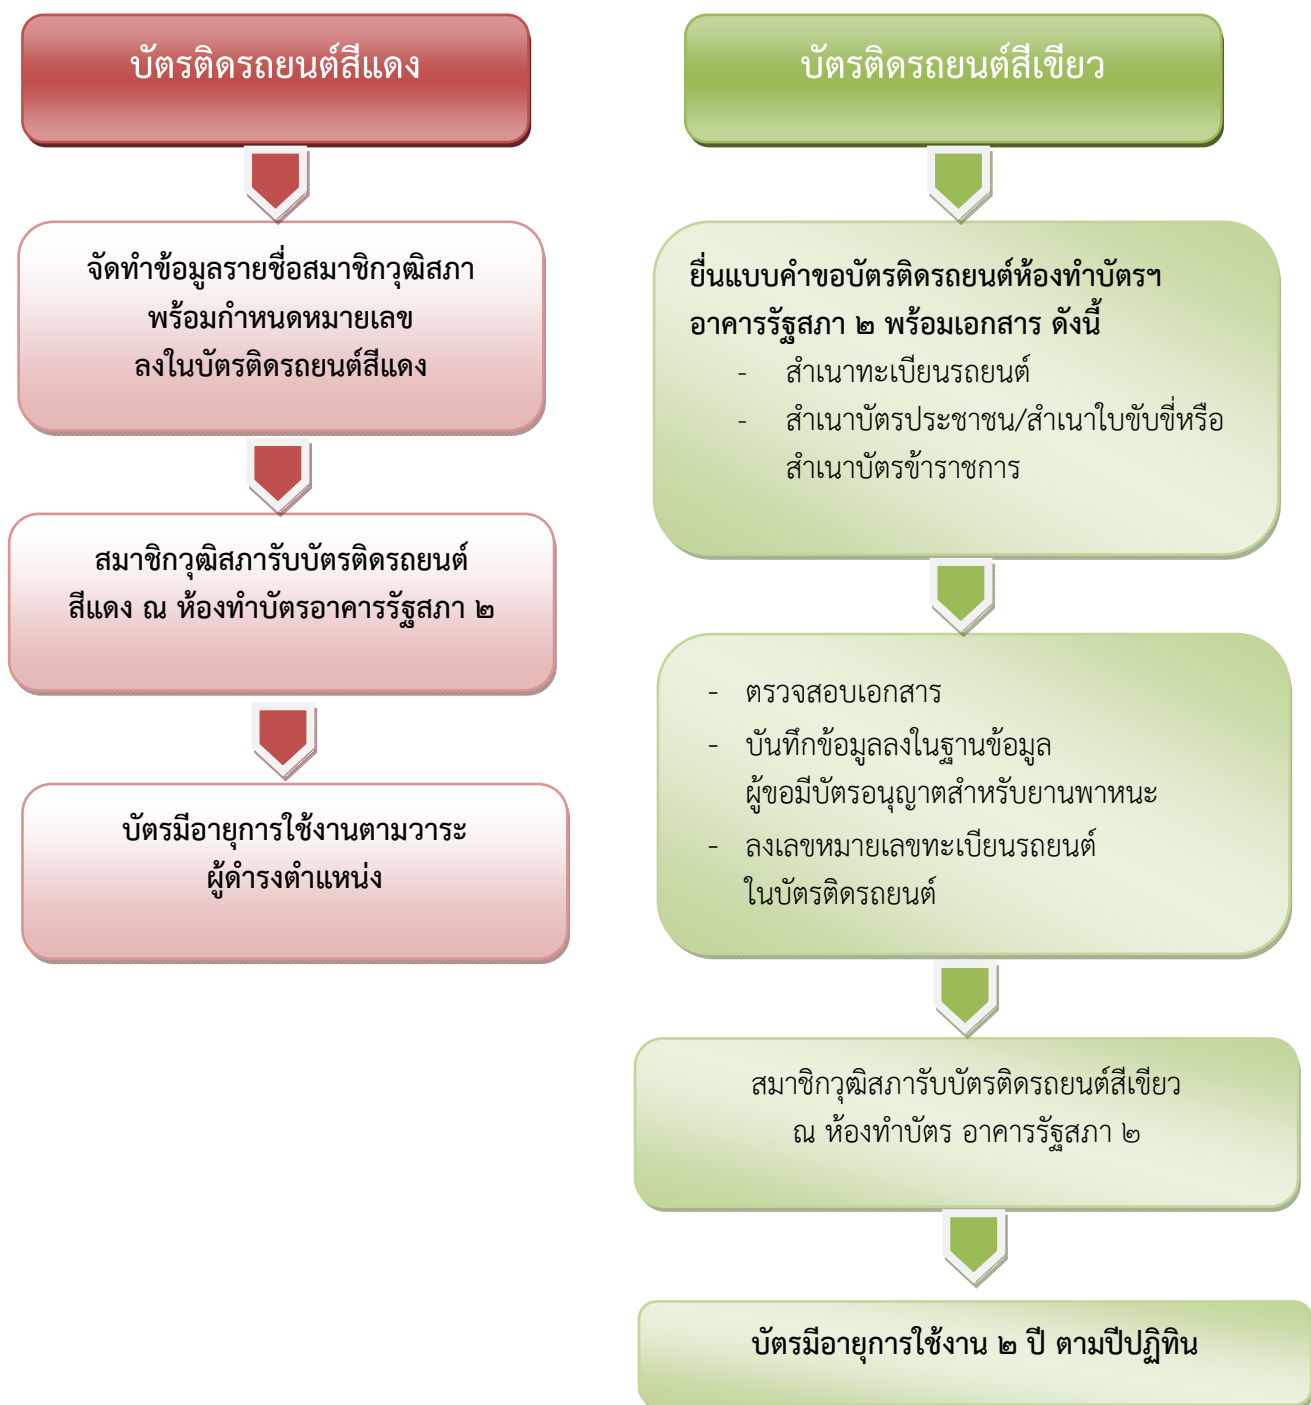 บัตรติดรถยนต์สีแดง
จัดทำข้อมูลรายชื่อสมาชิกวุฒิสภา
พร้อมกำหนดหมายเลข
ลงในบัตรติดรถยนต์สีแดง
สมาชิกวุฒิสภารับบัตรติดรถยนต์
สีแดง ณ ห้องทำบัตรอาคารรัฐสภา ๒
บัตรมีอายุการใช้งานตามวาระ
ผู้ดำรงตำแหน่ง
บัตรติดรถยนต์สีเขียว
ยื่นแบบคำขอบัตรติดรถยนต์ห้องทำบัตรฯ
อาคารรัฐสภา ๒ พร้อมเอกสาร ดังนี้
- สำเนาทะเบียนรถยนต์
- สำเนาบัตรประชาชน/สำเนาใบขับขี่หรือ
สำเนาบัตรข้าราชการ
- ตรวจสอบเอกสาร
- บันทึกข้อมูลลงในฐานข้อมูล
ผู้ขอมีบัตรอนุญาตสำหรับยานพาหนะ
- ลงเลขหมายเลขทะเบียนรถยนต์
ในบัตรติดรถยนต์
สมาชิกวุฒิสภารับบัตรติดรถยนต์สีเขียว
ณ ห้องทำบัตร อาคารรัฐสภา ๒
บัตรมีอายุการใช้งาน ๒ ปี ตามปีปฏิทิน